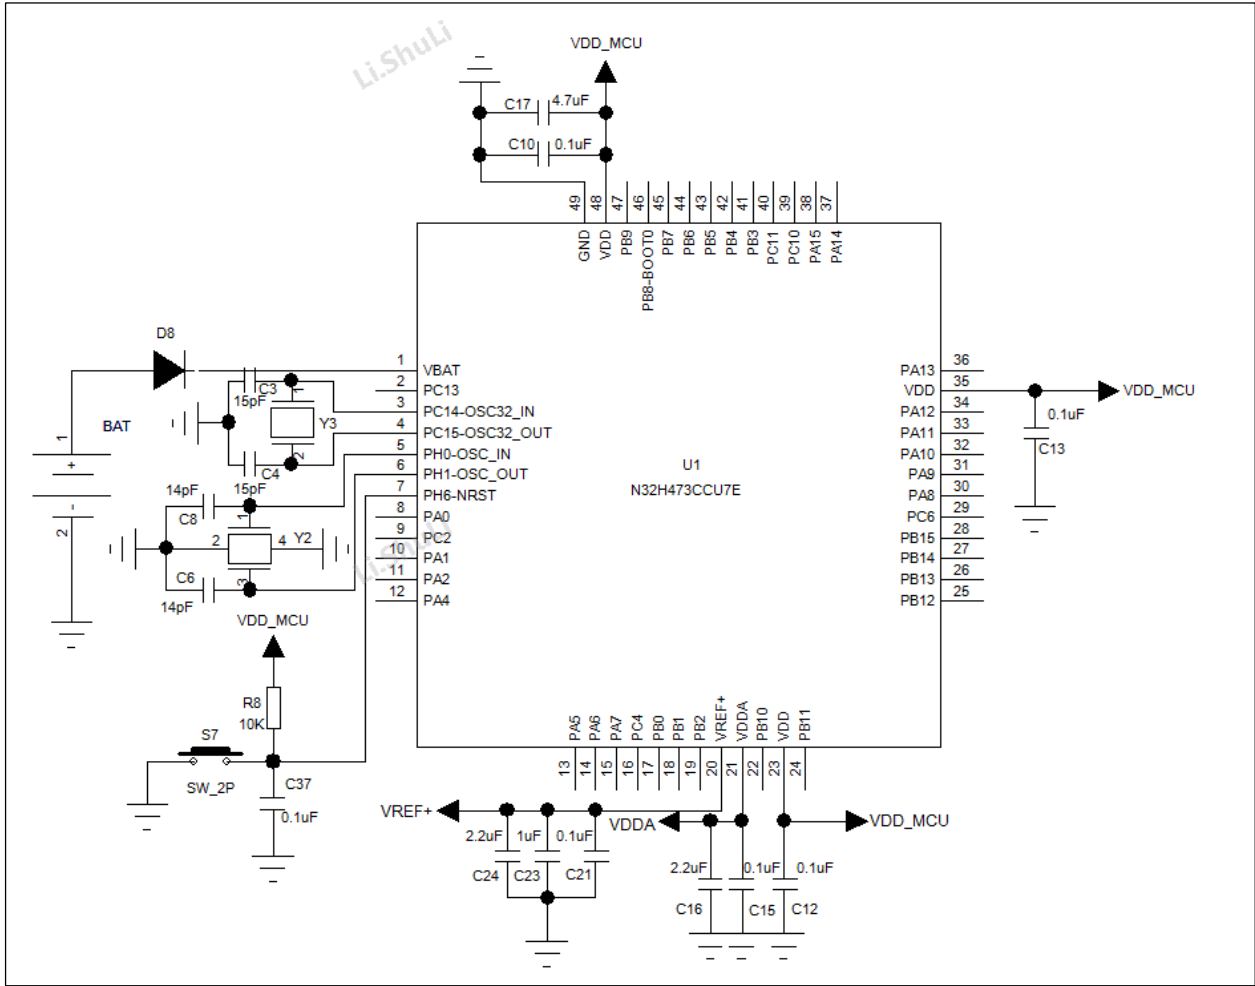 Li.ShuLi
VDD_MCU
C17 4.7uF
C10 0.1uF
49 48 47 46 45 44 43 42 41 40 39 38 37
GND VDD PB9 PB8-BOOT0 PB7 PB6 PB5 PB4 PB3 PC11 PC10 PA15 PA14
D8
1 VBAT
2 PC13
3 PC14-OSC32_IN
4 PC15-OSC32_OUT
5 PH0-OSC_IN
6 PH1-OSC_OUT
7 PH6-NRST
8 PA0
9 PC2
10 PA1
11 PA2
12 PA4
PA13 36
VDD 35
PA12 34
PA11 33
PA10 32
PA9 31
PA8 30
PC6 29
PB15 28
PB14 27
PB13 26
PB12 25
VDD_MCU
0.1uF
C13
U1
N32H473CCU7E
C3
15pF
1
Y3
2
C4
15pF
BAT
1
+
-
2
14pF
C8
1
2 4 Y2
3
C6
14pF
Li.ShuLi
VDD_MCU
R8
10K
S7
SW_2P
C37
0.1uF
PA5 PA6 PA7 PC4 PB0 PB1 PB2 VREF+ VDDA PB10 VDD PB11
13 14 15 16 17 18 19 20 21 22 23 24
VREF+
VDDA
VDD_MCU
2.2uF 1uF 0.1uF
C24 C23 C21
2.2uF 0.1uF 0.1uF
C16 C15 C12